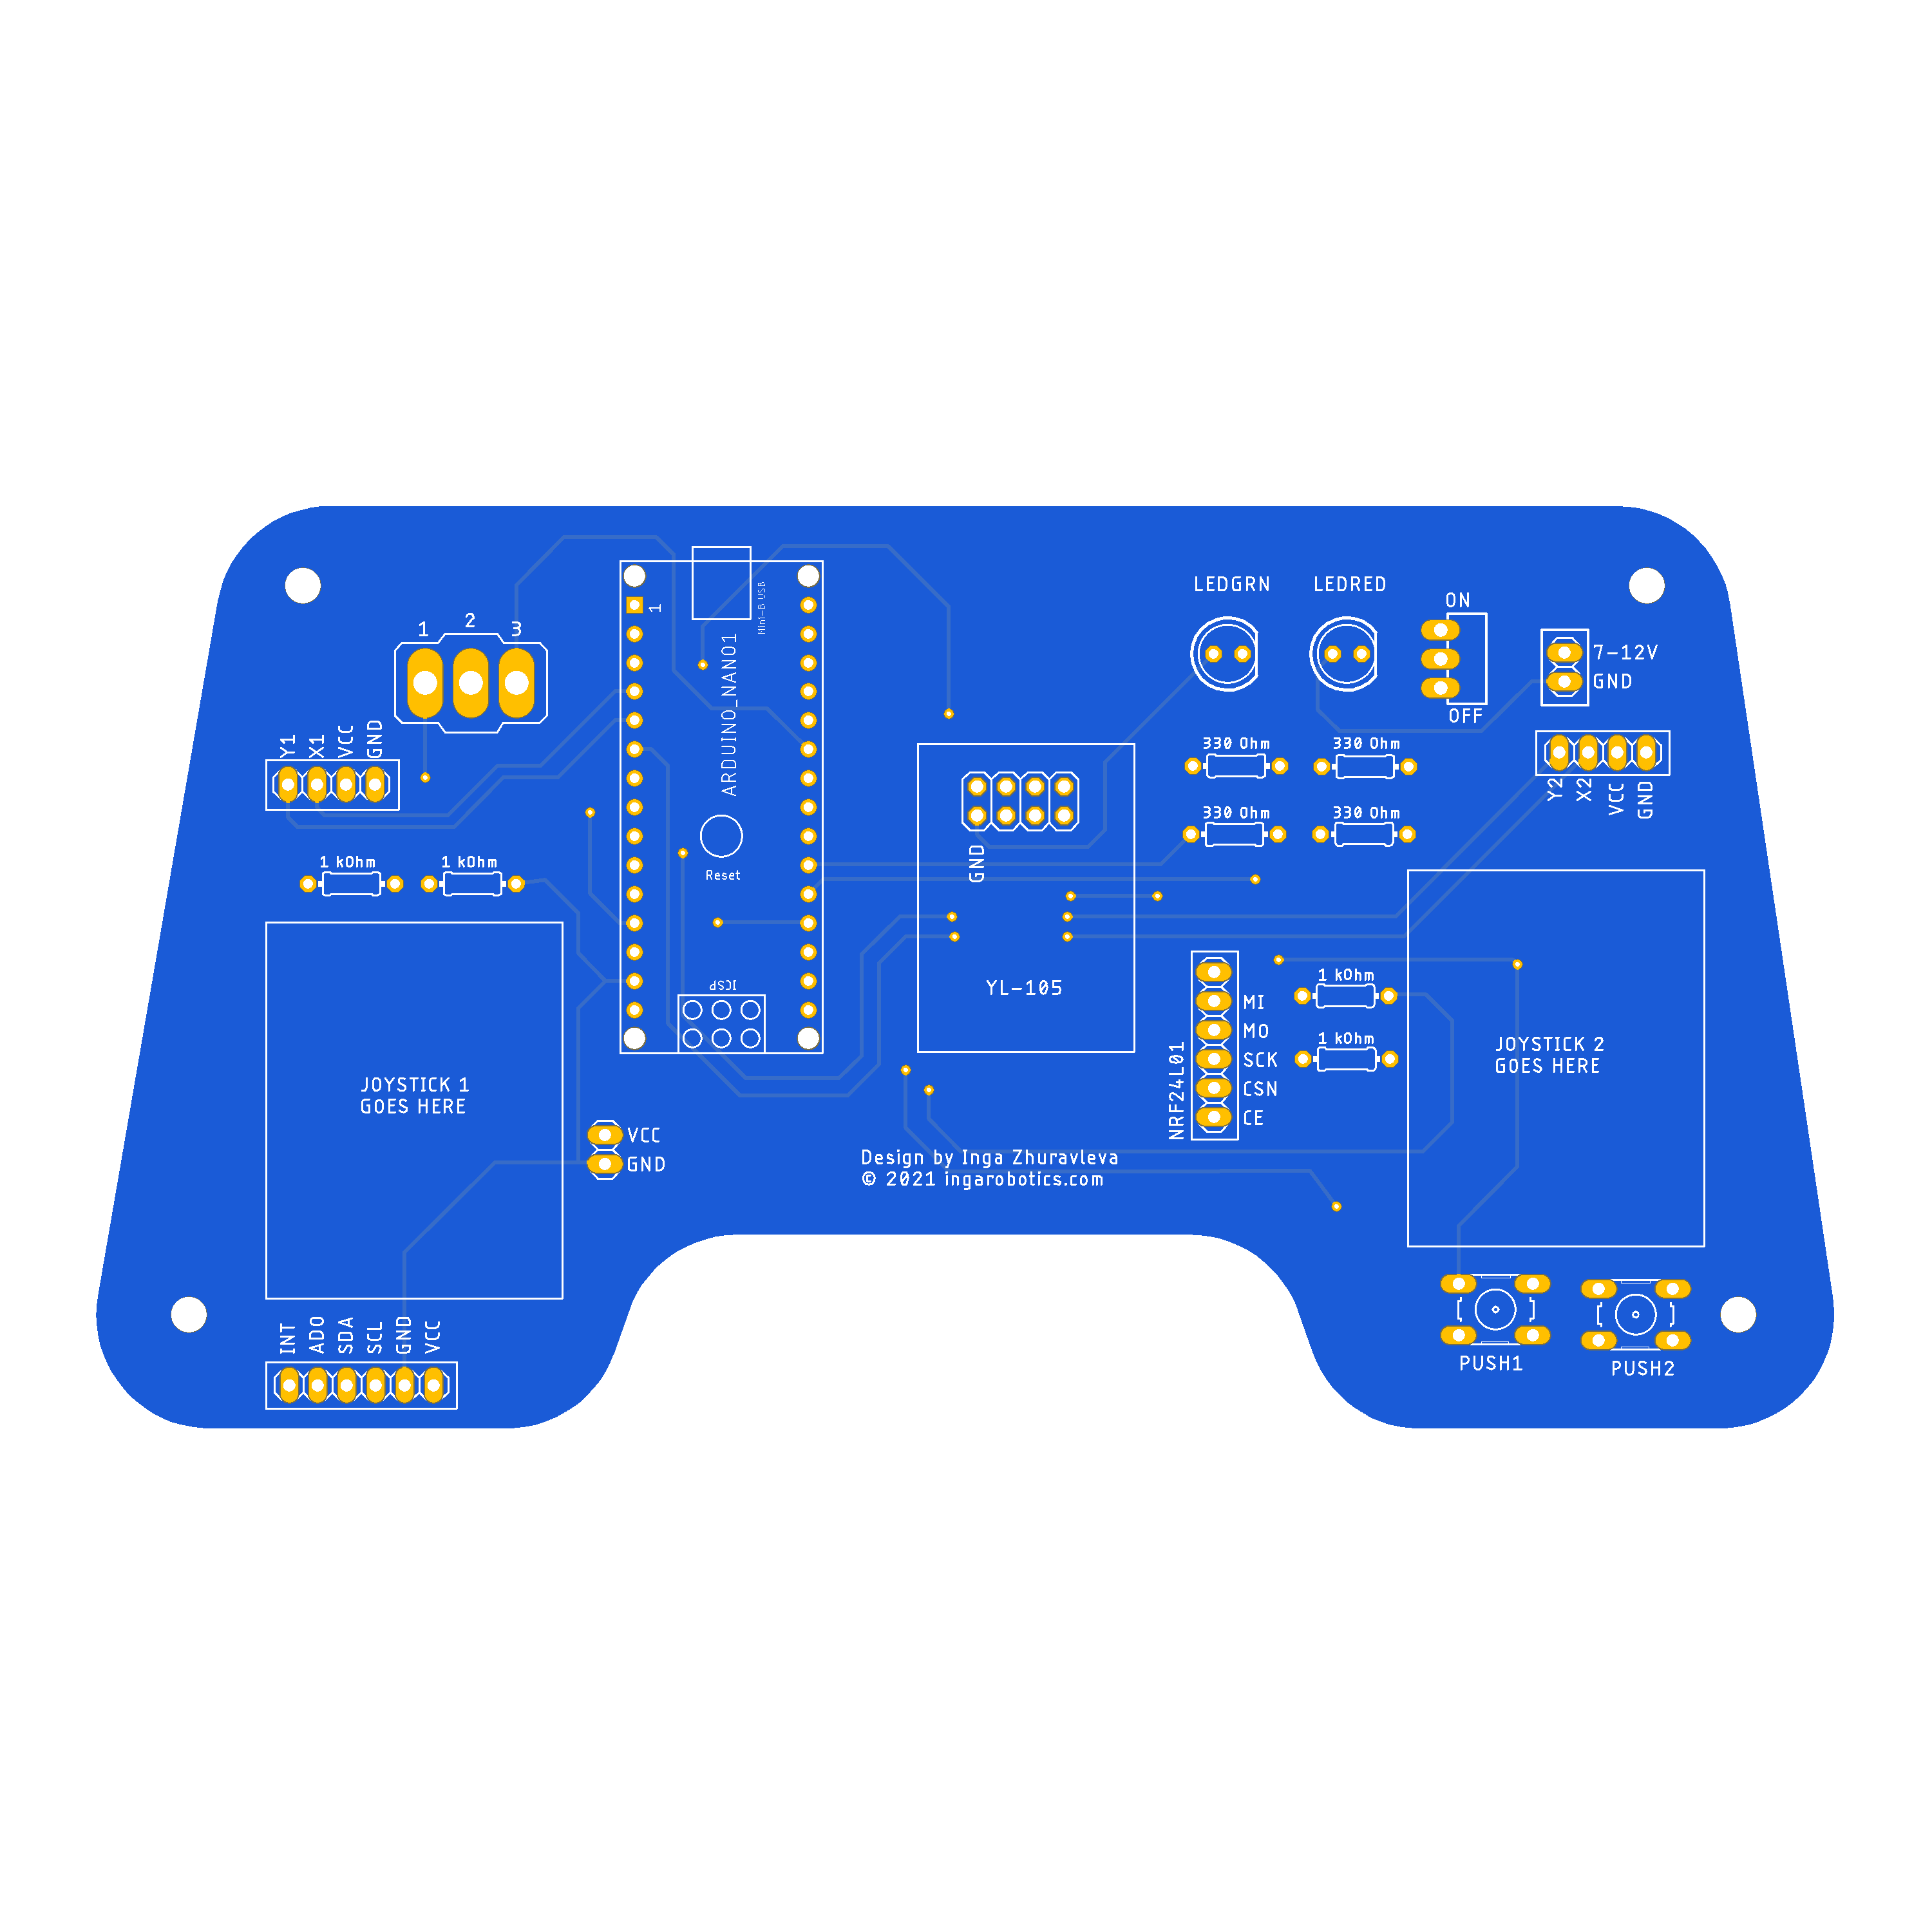 LEDGRN
LEDRED
ON
OFF
7-12V
GND
1
2
3
1
Mini-B USB
ARDUINO_NANO1
Reset
ICSP
Y1
X1
VCC
GND
1 kOhm
1 kOhm
330 Ohm
330 Ohm
330 Ohm
330 Ohm
Y2
X2
VCC
GND
GND
YL-105
MI
MO
SCK
CSN
CE
NRF24L01
1 kOhm
1 kOhm
JOYSTICK 1
GOES HERE
JOYSTICK 2
GOES HERE
VCC
GND
Design by Inga Zhuravleva
© 2021 ingarobotics.com
INT
ADO
SDA
SCL
GND
VCC
PUSH1
PUSH2